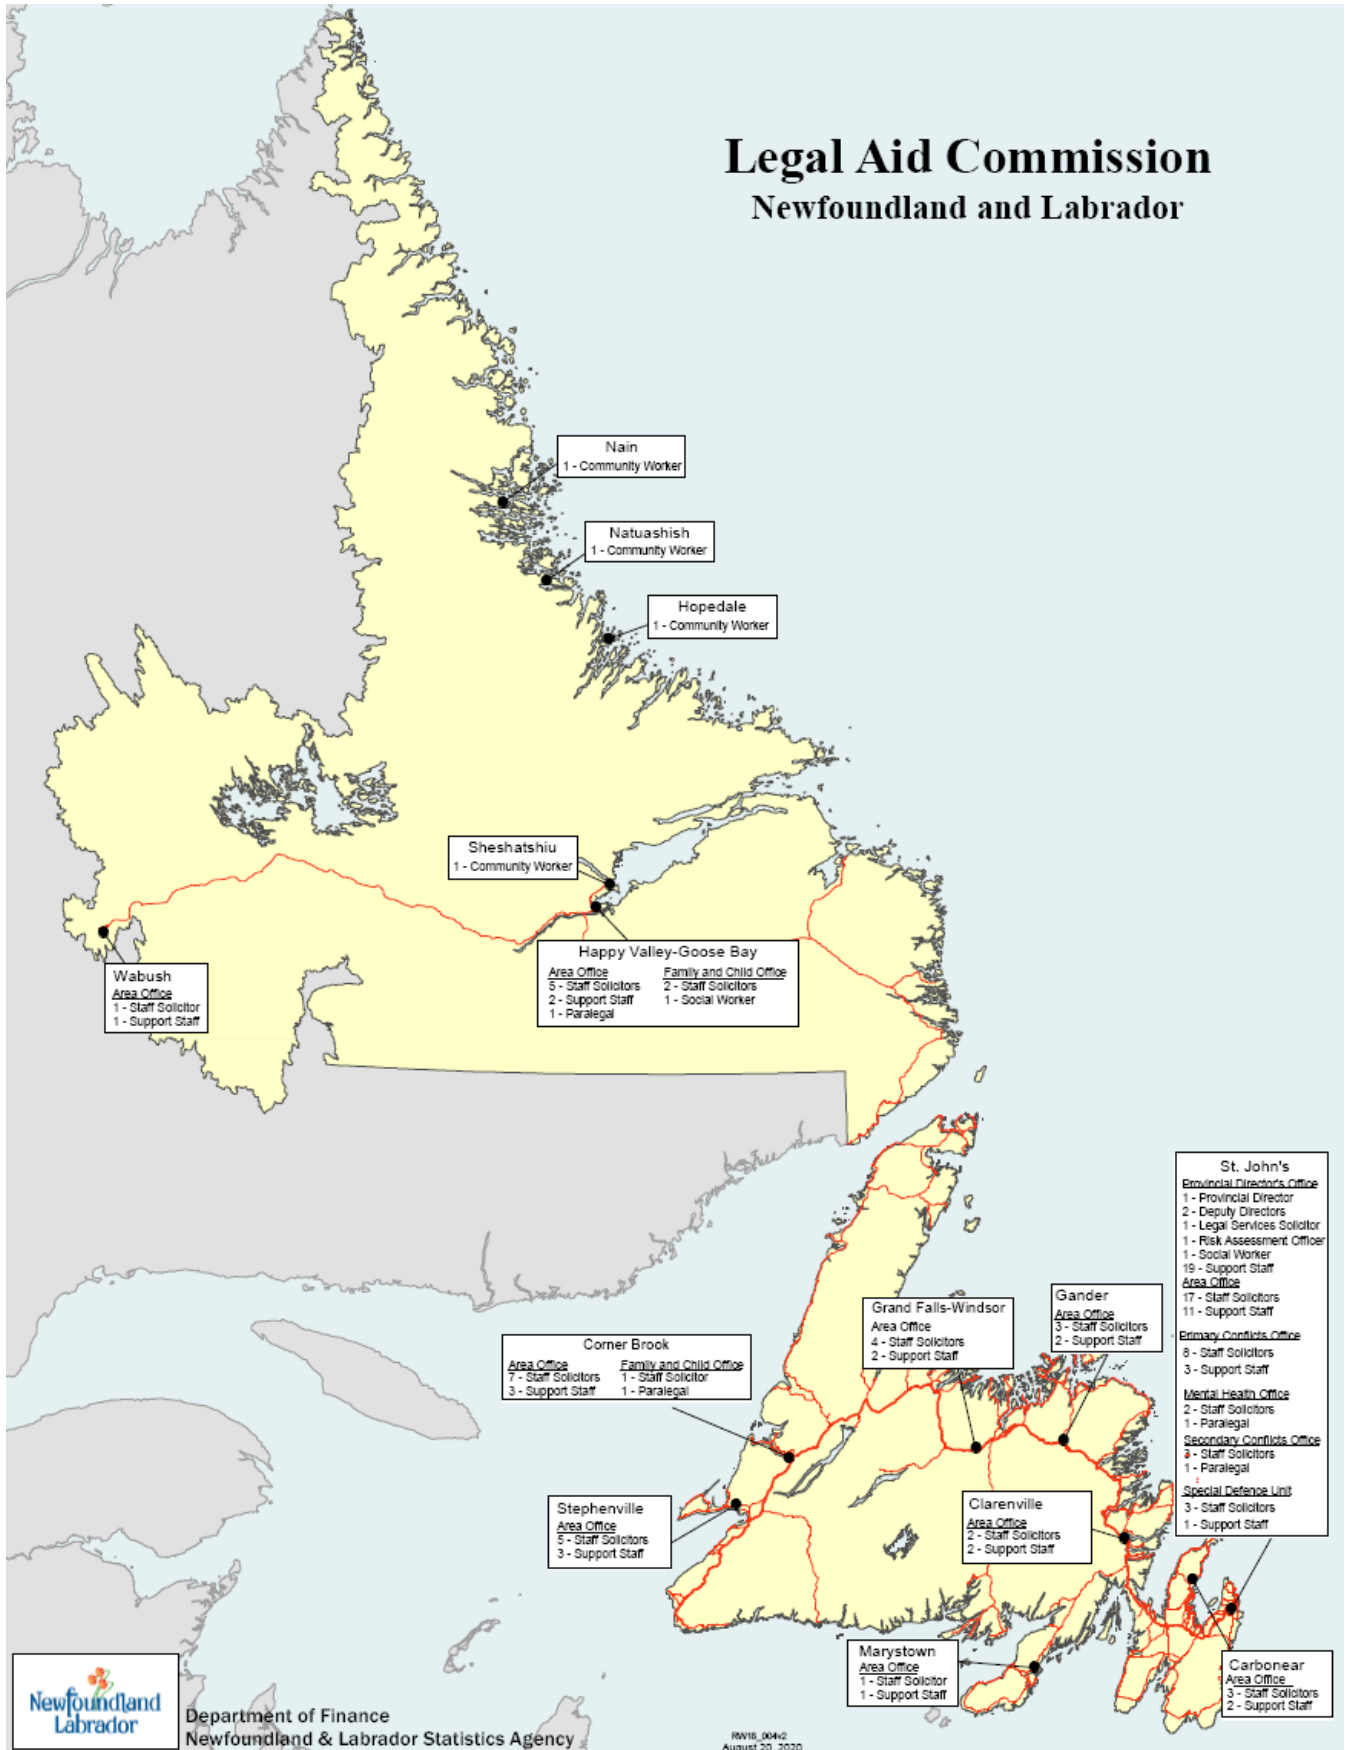 Legal Aid Commission
Newfoundland and Labrador
Nain
1 - Community Worker
Natuashish
1 - Community Worker
Hopedale
1 - Community Worker
Sheshatshiu
1 - Community Worker
Happy Valley-Goose Bay
Area Office
5 - Staff Solicitors
2 - Support Staff
1 - Paralegal
Family and Child Office
2 - Staff Solicitors
1 - Social Worker
Wabush
Area Office
1 - Staff Solicitor
1 - Support Staff
St. John's
Provincial Director's Office
1 - Provincial Director
2 - Deputy Directors
1 - Legal Services Solicitor
1 - Risk Assessment Officer
1 - Social Worker
19 - Support Staff
Area Office
17 - Staff Solicitors
11 - Support Staff
Primary Conflicts Office
8 - Staff Solicitors
3 - Support Staff
Mental Health Office
2 - Staff Solicitors
1 - Paralegal
Secondary Conflicts Office
3 - Staff Solicitors
1 - Paralegal
Special Defence Unit
3 - Staff Solicitors
1 - Support Staff
Gander
Area Office
3 - Staff Solicitors
2 - Support Staff
Grand Falls-Windsor
Area Office
4 - Staff Solicitors
2 - Support Staff
Corner Brook
Area Office
7 - Staff Solicitors
3 - Support Staff
Family and Child Office
1 - Staff Solicitor
1 - Paralegal
Stephenville
Area Office
5 - Staff Solicitors
3 - Support Staff
Clarenville
Area Office
2 - Staff Solicitors
2 - Support Staff
Marystown
Area Office
1 - Staff Solicitor
1 - Support Staff
Carbonear
Area Office
3 - Staff Solicitors
2 - Support Staff
Newfoundland
Labrador
Department of Finance
Newfoundland & Labrador Statistics Agency
RW16_004v2
August 20, 2020